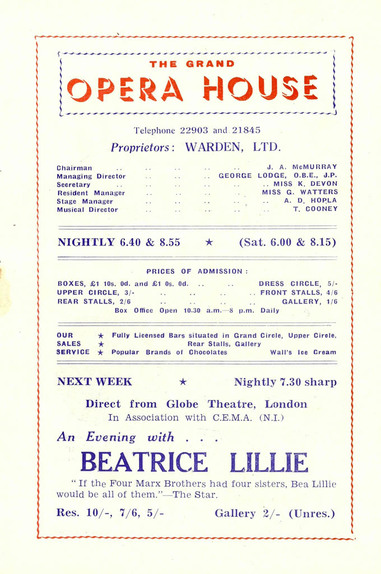 THE GRAND
OPERA HOUSE
Telephone 22903 and 21845
Proprietors: WARDEN, LTD.
Chairman .. .. .. .. .. J. A. McMURRAY
Managing Director .. .. .. GEORGE LODGE, O.B.E., J.P.
Secretary .. .. .. .. .. .. MISS K. DEVON
Resident Manager .. .. .. .. MISS G. WATTERS
Stage Manager .. .. .. .. .. A. D. HOPLA
Musical Director .. .. .. .. .. T. COONEY
NIGHTLY 6.40 & 8.55 ★ (Sat. 6.00 & 8.15)
PRICES OF ADMISSION:
BOXES, £1 10s. 0d. and £1 0s. 0d. .. .. DRESS CIRCLE, 5/-
UPPER CIRCLE, 3/- .. .. .. .. FRONT STALLS, 4/6
REAR STALLS, 2/6 .. .. .. .. GALLERY, 1/6
Box Office Open 10.30 a.m.—8 p.m. Daily
OUR ★ Fully Licensed Bars situated in Grand Circle, Upper Circle,
SALES ★ Rear Stalls, Gallery
SERVICE ★ Popular Brands of Chocolates Wall's Ice Cream
NEXT WEEK ★ Nightly 7.30 sharp
Direct from Globe Theatre, London
In Association with C.E.M.A. (N.I.)
An Evening with . . .
BEATRICE LILLIE
"If the Four Marx Brothers had four sisters, Bea Lillie
would be all of them."—The Star.
Res. 10/-, 7/6, 5/- Gallery 2/- (Unres.)